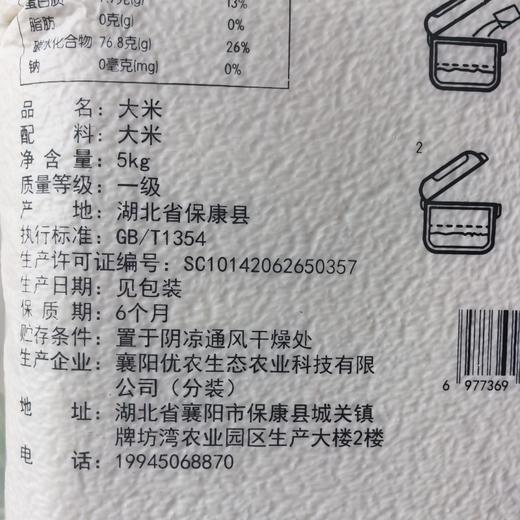 蛋白质 13%
脂肪 0克(g) 0%
碳水化合物 76.8克(g) 26%
钠 0毫克(mg) 0%
品 名：大米
配 料：大米
净含量：5kg
质量等级：一级
产 地：湖北省保康县
执行标准：GB/T1354
生产许可证编号：SC10142062650357
生产日期：见包装
保质期：6个月
贮存条件：置于阴凉通风干燥处
生产企业：襄阳优农生态农业科技有限
公司（分装）
地 址：湖北省襄阳市保康县城关镇
牌坊湾农业园区生产大楼2楼
电 话：19945068870
2
6 977369